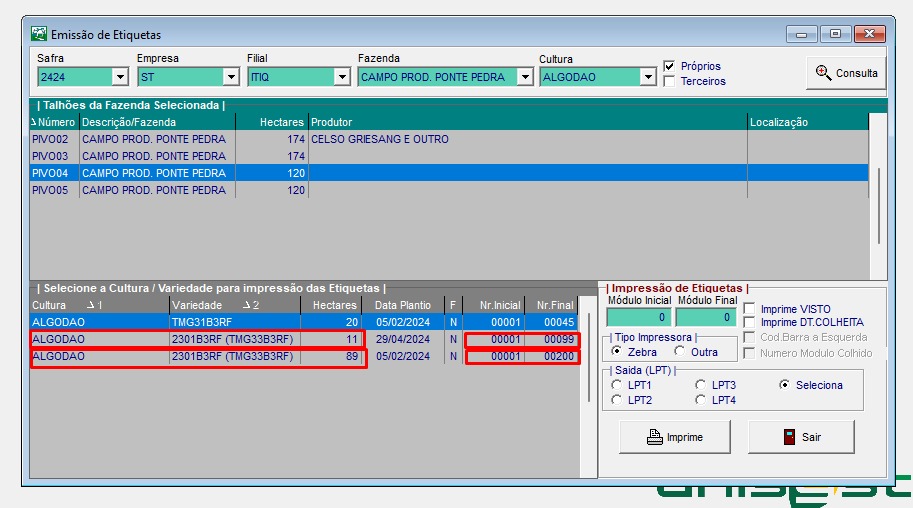 Emissão de Etiquetas
Safra Empresa Filial Fazenda Cultura
2424 ST ITIQ CAMPO PROD. PONTE PEDRA ALGODAO
Próprios
Terceiros
Consulta
| Talhões da Fazenda Selecionada |
Número Descrição/Fazenda Hectares Produtor Localização
PIVO02 CAMPO PROD. PONTE PEDRA 174 CELSO GRIESANG E OUTRO
PIVO03 CAMPO PROD. PONTE PEDRA 174
PIVO04 CAMPO PROD. PONTE PEDRA 120
PIVO05 CAMPO PROD. PONTE PEDRA 120
| Selecione a Cultura / Variedade para impressão das Etiquetas |
Cultura 1 Variedade 2 Hectares Data Plantio F Nr.Inicial Nr.Final
ALGODAO TMG31B3RF 20 05/02/2024 N 00001 00045
ALGODAO 2301B3RF (TMG33B3RF) 11 29/04/2024 N 00001 00099
ALGODAO 2301B3RF (TMG33B3RF) 89 05/02/2024 N 00001 00200
| Impressão de Etiquetas |
Módulo Inicial Módulo Final
0 0
Imprime VISTO
Imprime DT.COLHEITA
Cod.Barra a Esquerda
Numero Modulo Colhido
| Tipo Impressora |
Zebra Outra
| Saida (LPT) |
LPT1 LPT3 Seleciona
LPT2 LPT4
Imprime Sair